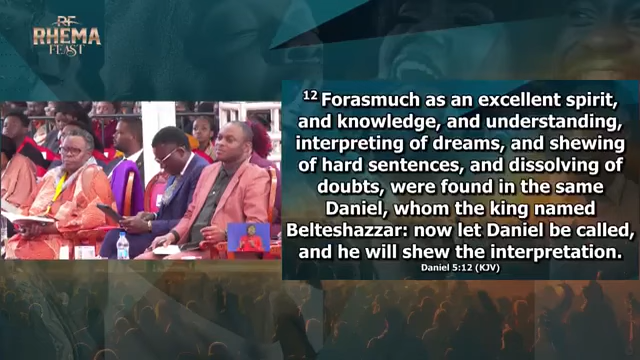 RF
RHEMA
FEAST
12 Forasmuch as an excellent spirit,
and knowledge, and understanding,
interpreting of dreams, and shewing
of hard sentences, and dissolving of
doubts, were found in the same
Daniel, whom the king named
Belteshazzar: now let Daniel be called,
and he will shew the interpretation.
Daniel 5:12 (KJV)